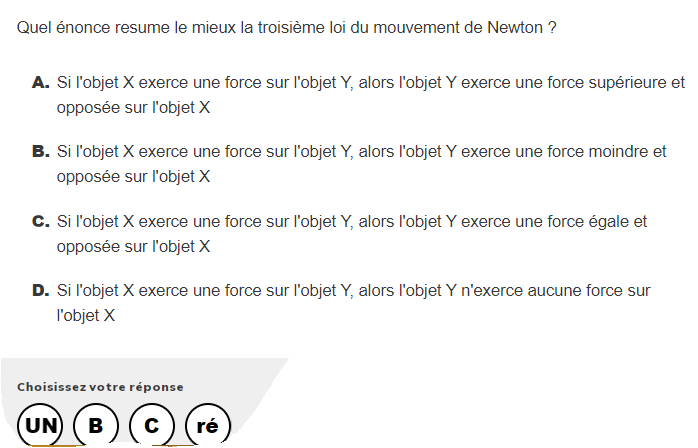 Quel énonce resume le mieux la troisième loi du mouvement de Newton ?
A. Si l'objet X exerce une force sur l'objet Y, alors l'objet Y exerce une force supérieure et
opposée sur l'objet X
B. Si l'objet X exerce une force sur l'objet Y, alors l'objet Y exerce une force moindre et
opposée sur l'objet X
C. Si l'objet X exerce une force sur l'objet Y, alors l'objet Y exerce une force égale et
opposée sur l'objet X
D. Si l'objet X exerce une force sur l'objet Y, alors l'objet Y n'exerce aucune force sur
l'objet X
Choisissez votre réponse
UN B C ré